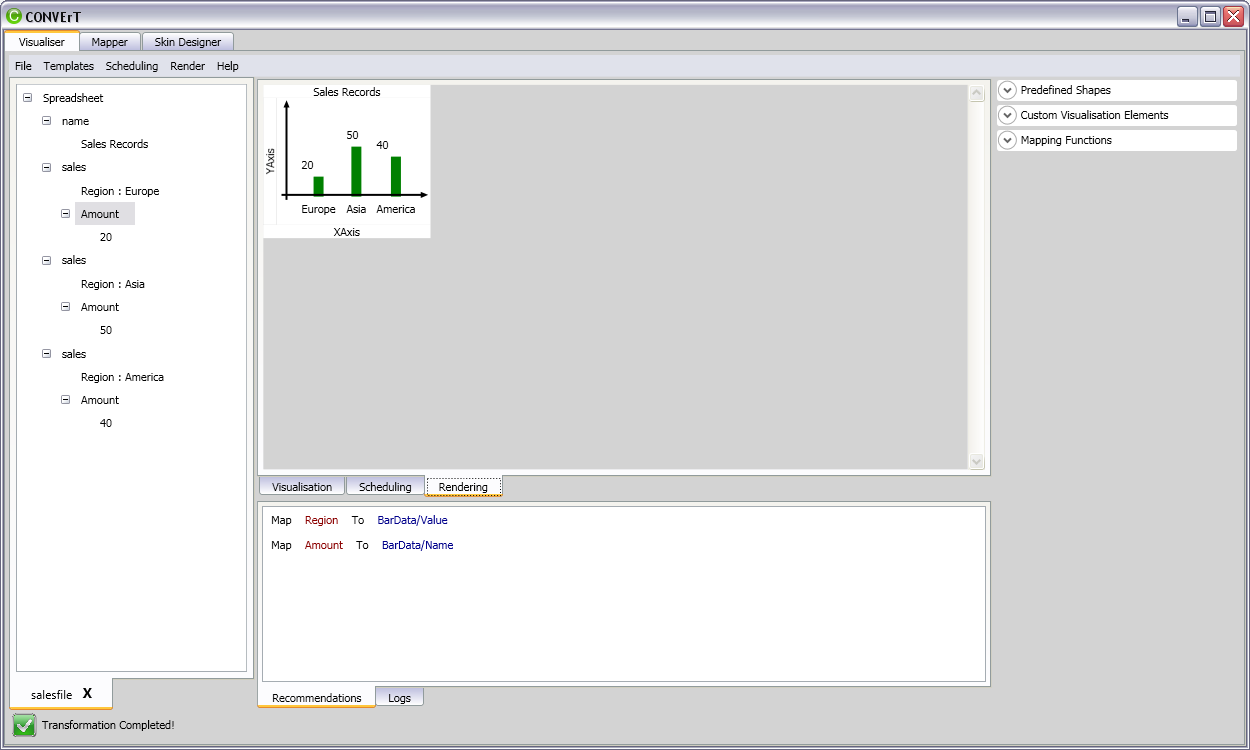 CONVErT
Visualiser Mapper Skin Designer
File Templates Scheduling Render Help
Spreadsheet
name
Sales Records
sales
Region : Europe
Amount
20
sales
Region : Asia
Amount
50
sales
Region : America
Amount
40
salesfile X
Sales Records
YAxis
20
50
40
Europe Asia America
XAxis
Visualisation Scheduling Rendering
Map Region To BarData/Value
Map Amount To BarData/Name
Recommendations Logs
Predefined Shapes
Custom Visualisation Elements
Mapping Functions
Transformation Completed!